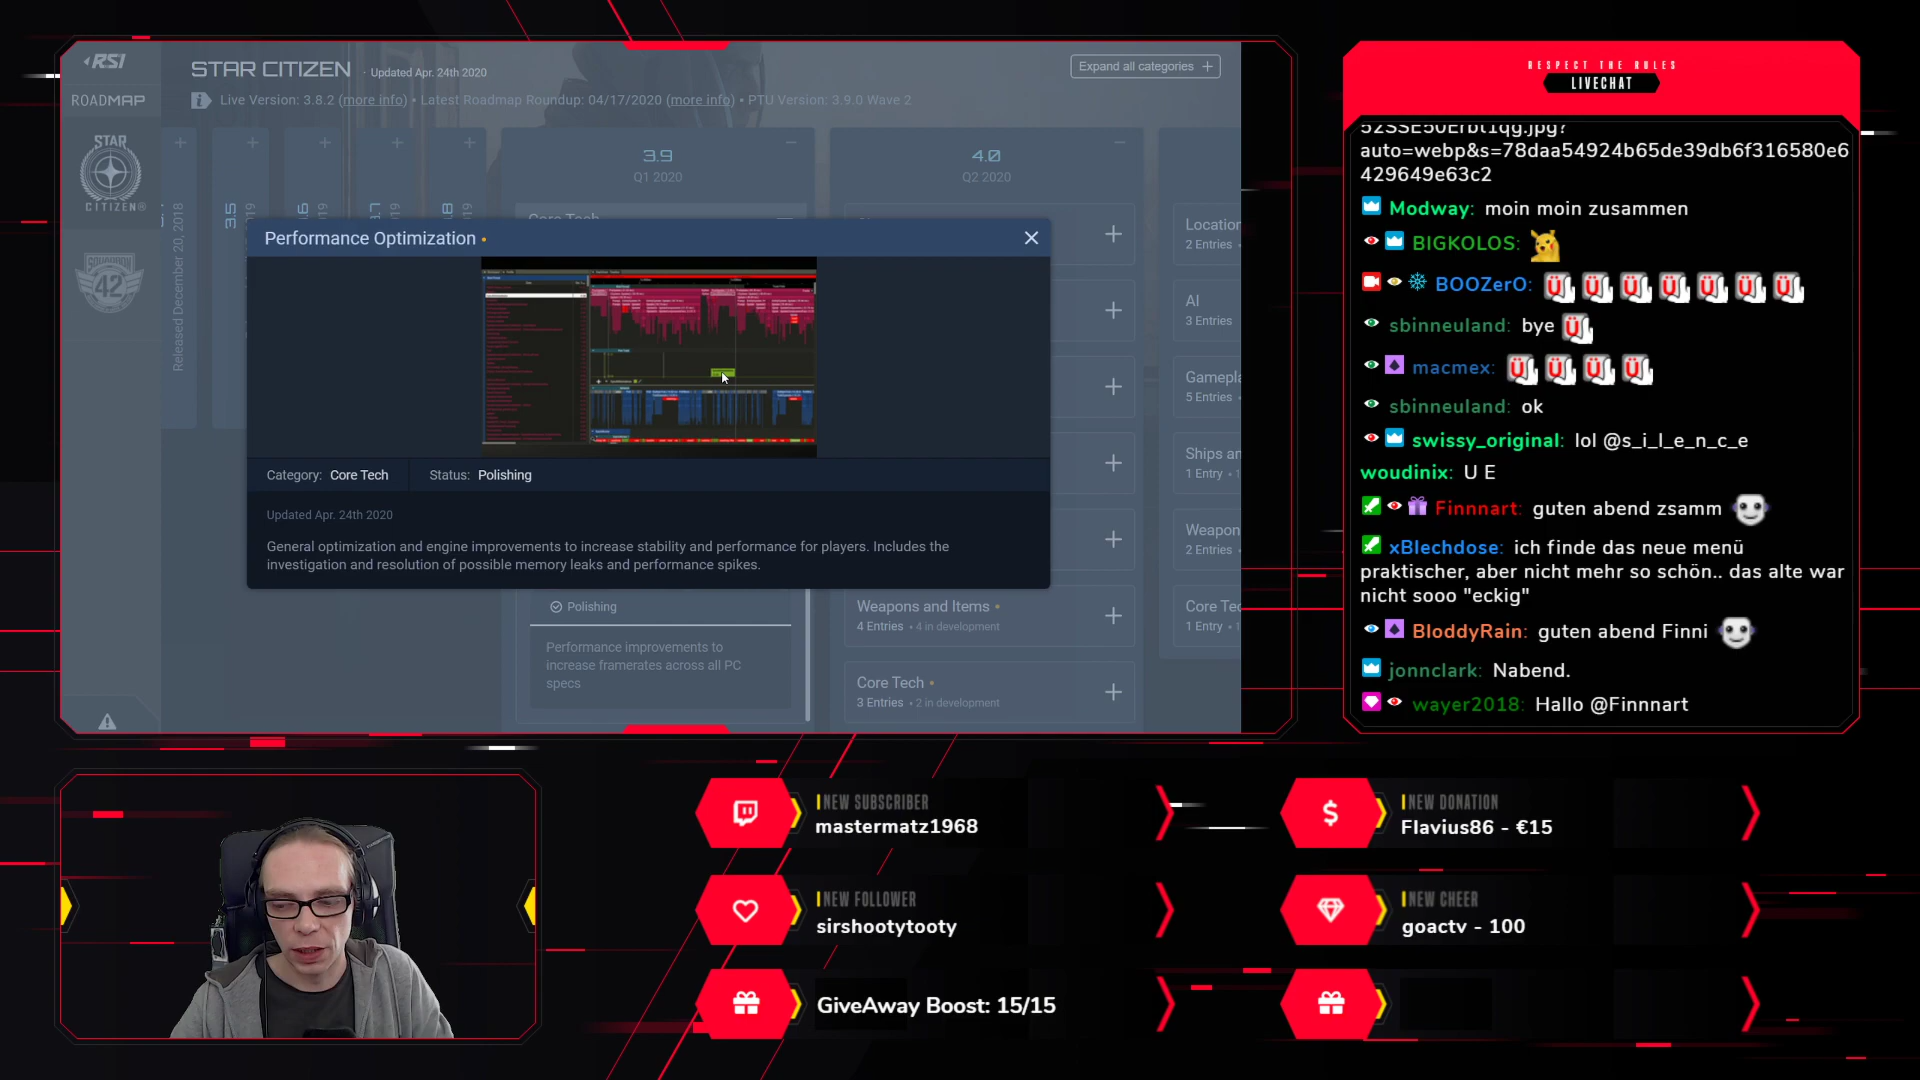 RSI
ROADMAP
STAR CITIZEN
· Updated Apr. 24th 2020
Expand all categories
Live Version: 3.8.2 (more info) • Latest Roadmap Roundup: 04/17/2020 (more info) • PTU Version: 3.9.0 Wave 2
STAR
CITIZEN®
SQUADRON
42
Released December 20, 2018
3.5
3.9
Q1 2020
4.0
Q2 2020
Core Tech
Performance Optimization •
Category: Core Tech
Status: Polishing
Updated Apr. 24th 2020
General optimization and engine improvements to increase stability and performance for players. Includes the
investigation and resolution of possible memory leaks and performance spikes.
Polishing
Performance improvements to
increase framerates across all PC
specs
Weapons and Items •
4 Entries • 4 in development
Core Tech •
3 Entries • 2 in development
Location
2 Entries
AI
3 Entries
Gamepl
5 Entries
Ships an
1 Entry
Weapon
2 Entries
Core Tec
1 Entry
RESPECT THE RULES
LIVECHAT
52SSE50Erbt1qg.jpg?
auto=webp&s=78daa54924b65de39db6f316580e6
429649e63c2
Modway: moin moin zusammen
BIGKOLOS:
BOOZerO: Ü Ü Ü Ü Ü Ü Ü
sbinneuland: bye Ü
macmex: Ü Ü Ü Ü
sbinneuland: ok
swissy_original: lol @s_i_l_e_n_c_e
woudinix: U E
Finnnart: guten abend zsamm
xBlechdose: ich finde das neue menü
praktischer, aber nicht mehr so schön.. das alte war
nicht sooo "eckig"
BloddyRain: guten abend Finni
jonnclark: Nabend.
wayer2018: Hallo @Finnnart
NEW SUBSCRIBER
mastermatz1968
NEW DONATION
Flavius86 - €15
NEW FOLLOWER
sirshootytooty
NEW CHEER
goactv - 100
GiveAway Boost: 15/15